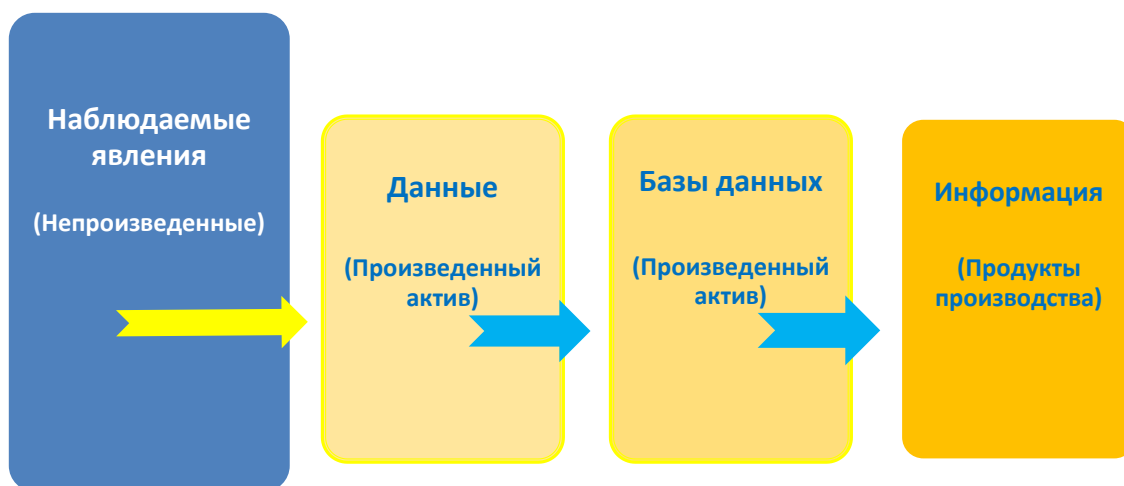 Наблюдаемые
явления
(Непроизведенные)
Данные
(Произведенный
актив)
Базы данных
(Произведенный
актив)
Информация
(Продукты
производства)